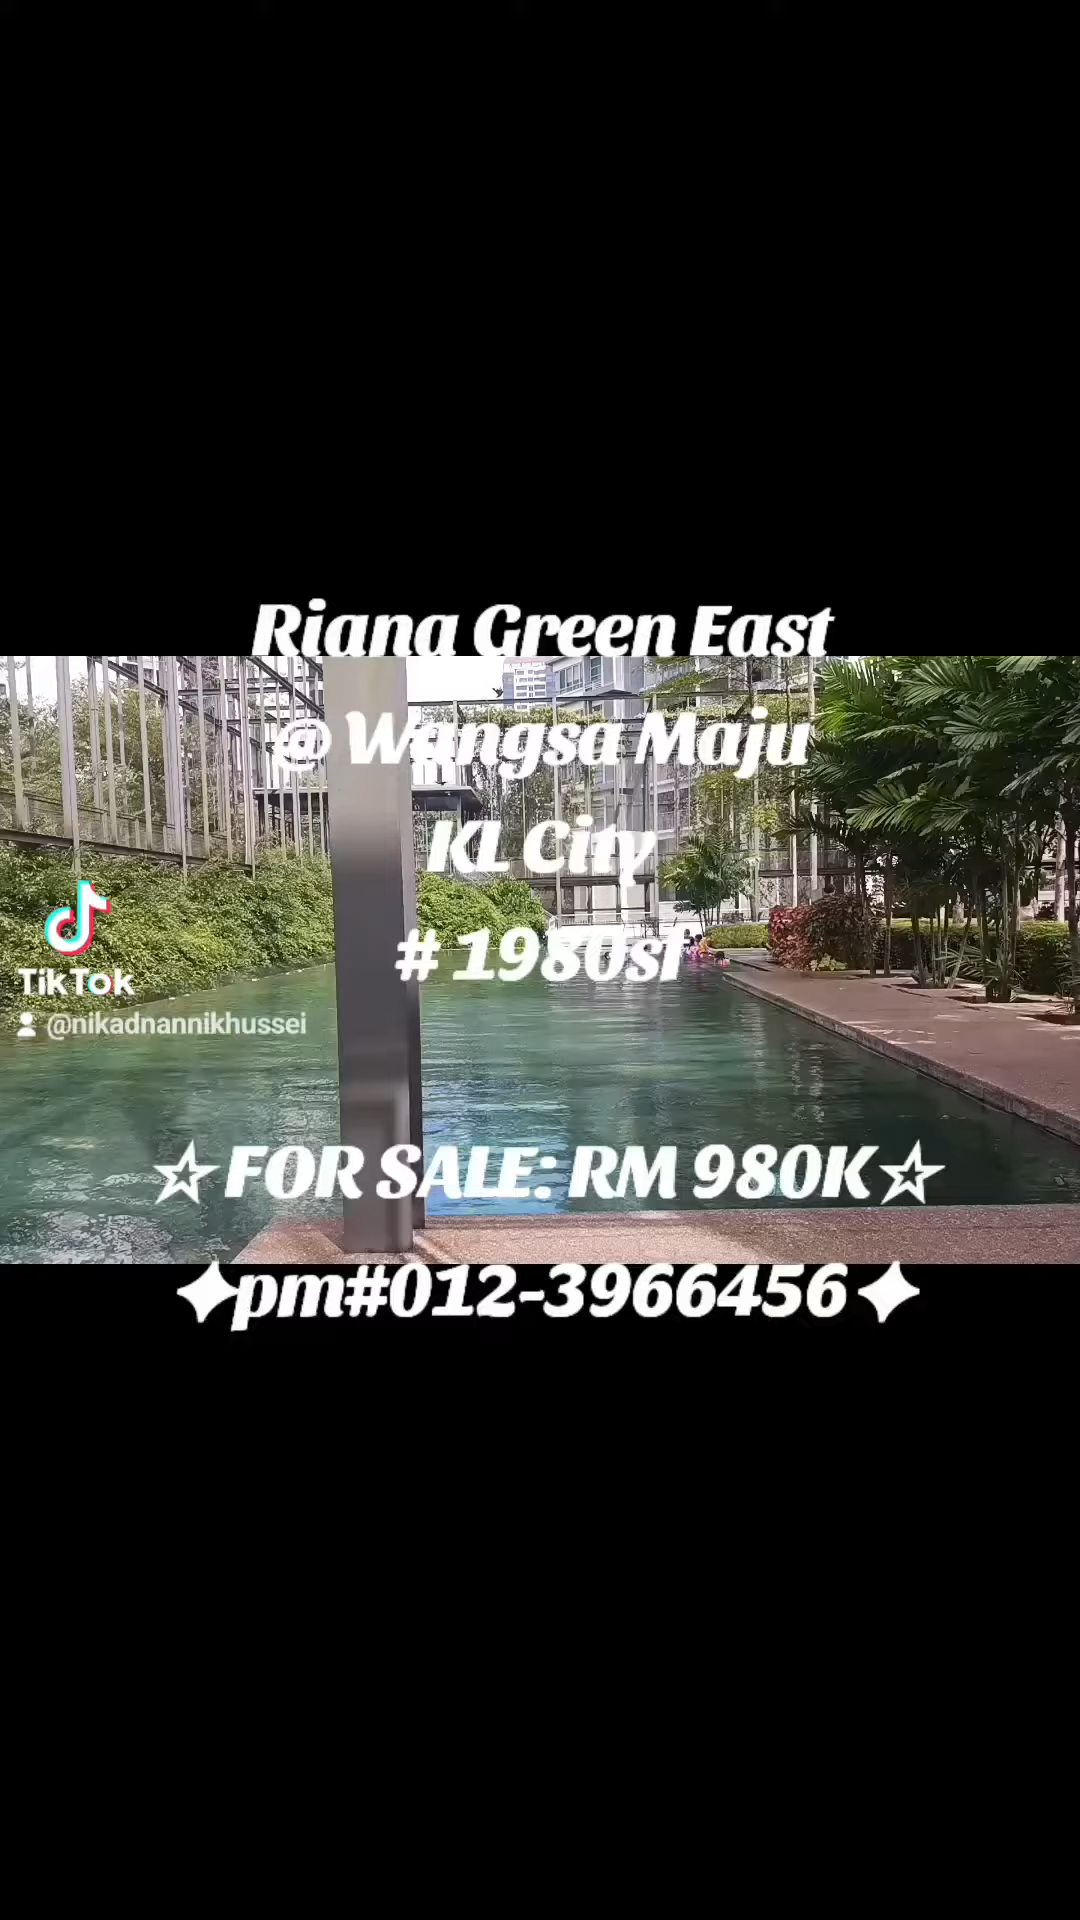 Riana Green East
@ Wangsa Maju
KL City
# 1980sf
TikTok
@nikadnannikhussei
☆FOR SALE: RM 980K☆
✦pm#012-3966456✦